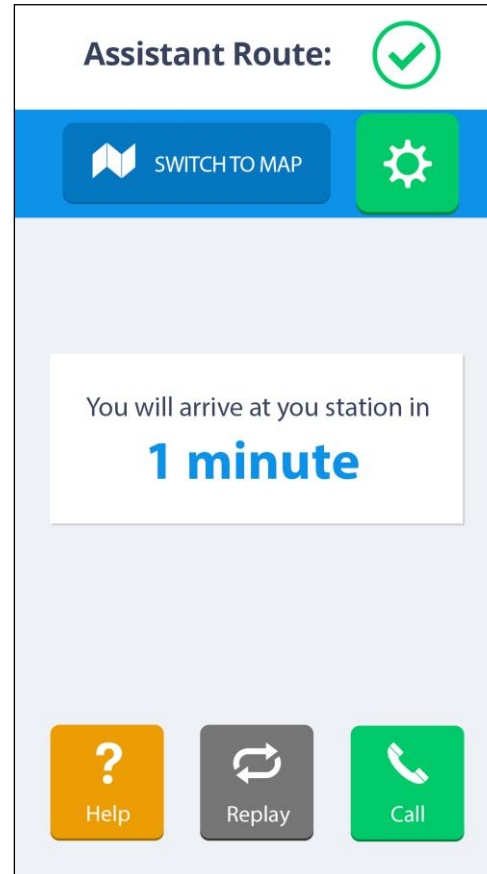 Assistant Route:
SWITCH TO MAP
You will arrive at you station in
1 minute
?
Help
Replay
Call